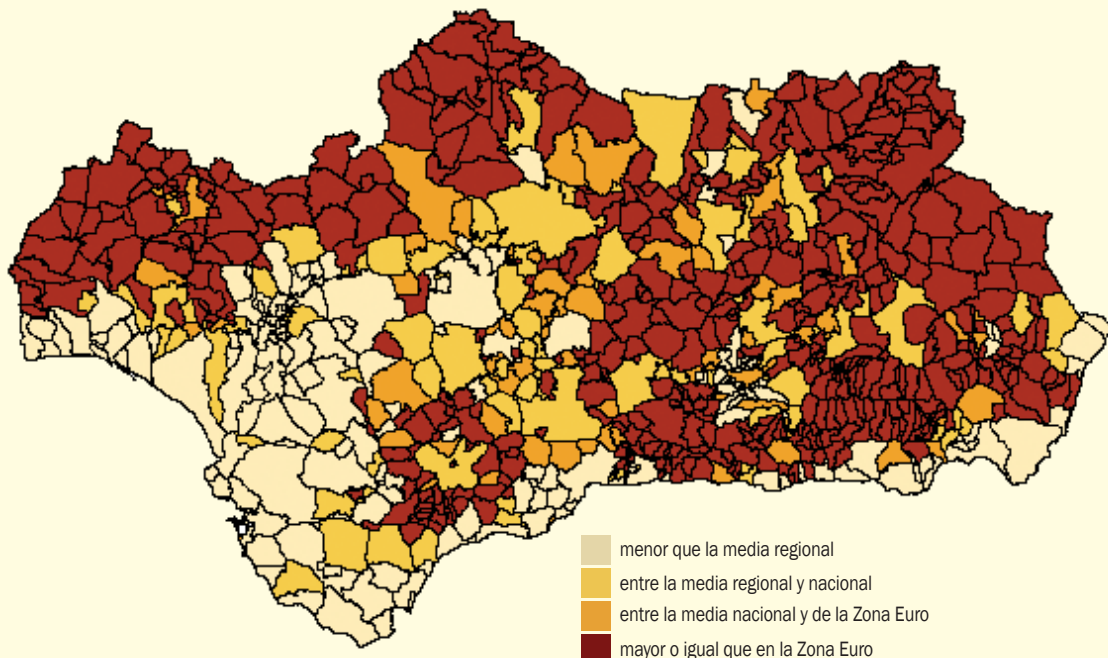 menor que la media regional
entre la media regional y nacional
entre la media nacional y de la Zona Euro
mayor o igual que en la Zona Euro